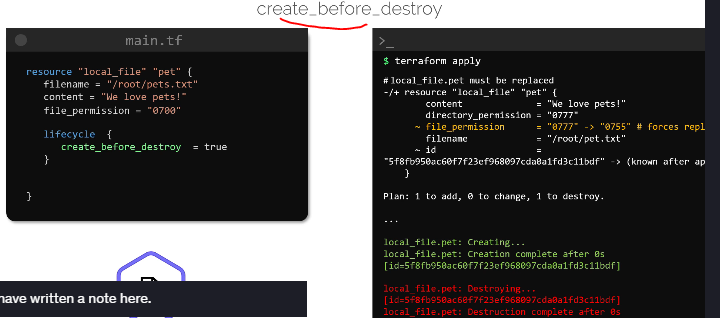 create_before_destroy
main.tf
resource "local_file" "pet" {
filename = "/root/pets.txt"
content = "We love pets!"
file_permission = "0700"
lifecycle {
create_before_destroy = true
}
}
have written a note here.
>_
$ terraform apply
#local_file.pet must be replaced
-/+ resource "local_file" "pet" {
content = "We love pets!"
directory_permission = "0777"
~ file_permission = "0777" -> "0755" # forces repl
filename = "/root/pet.txt"
~ id =
"5f8fb950ac60f7f23ef968097cda0a1fd3c11bdf" -> (known after ap
}
Plan: 1 to add, 0 to change, 1 to destroy.
...
local_file.pet: Creating...
local_file.pet: Creation complete after 0s
[id=5f8fb950ac60f7f23ef968097cda0a1fd3c11bdf]
local_file.pet: Destroying...
[id=5f8fb950ac60f7f23ef968097cda0a1fd3c11bdf]
local_file.pet: Destruction complete after 0s